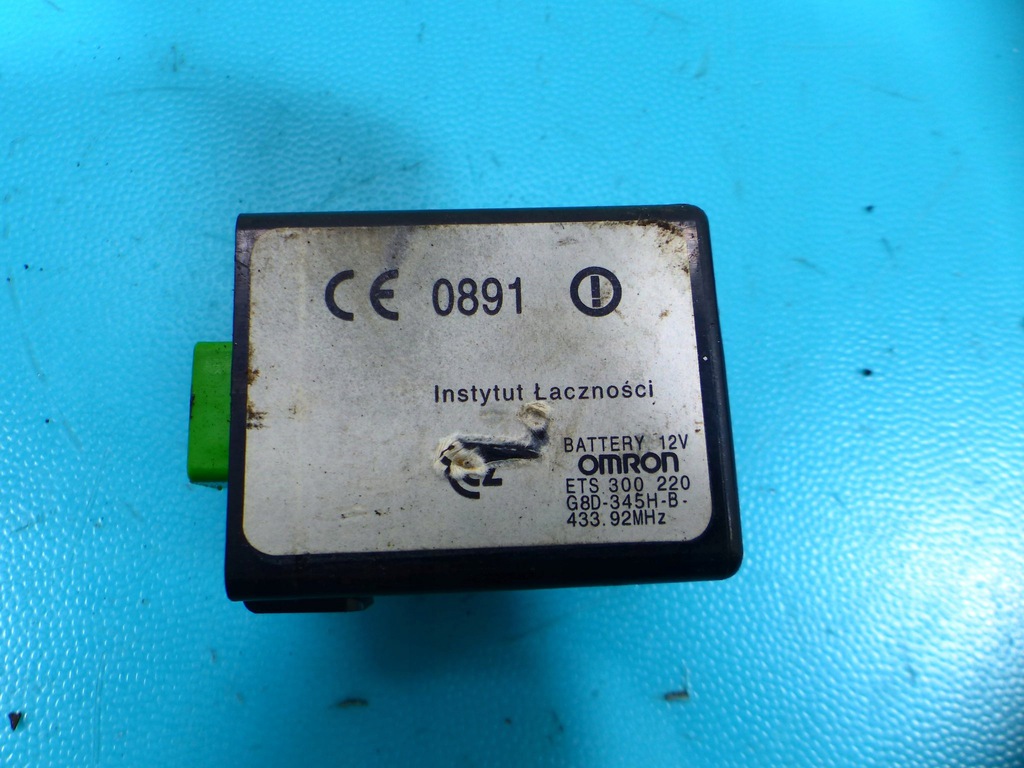 CE 0891
Instytut Łaczności
BATTERY 12V
OMRON
ETS 300 220
G8D-345H-B-
433.92MHz